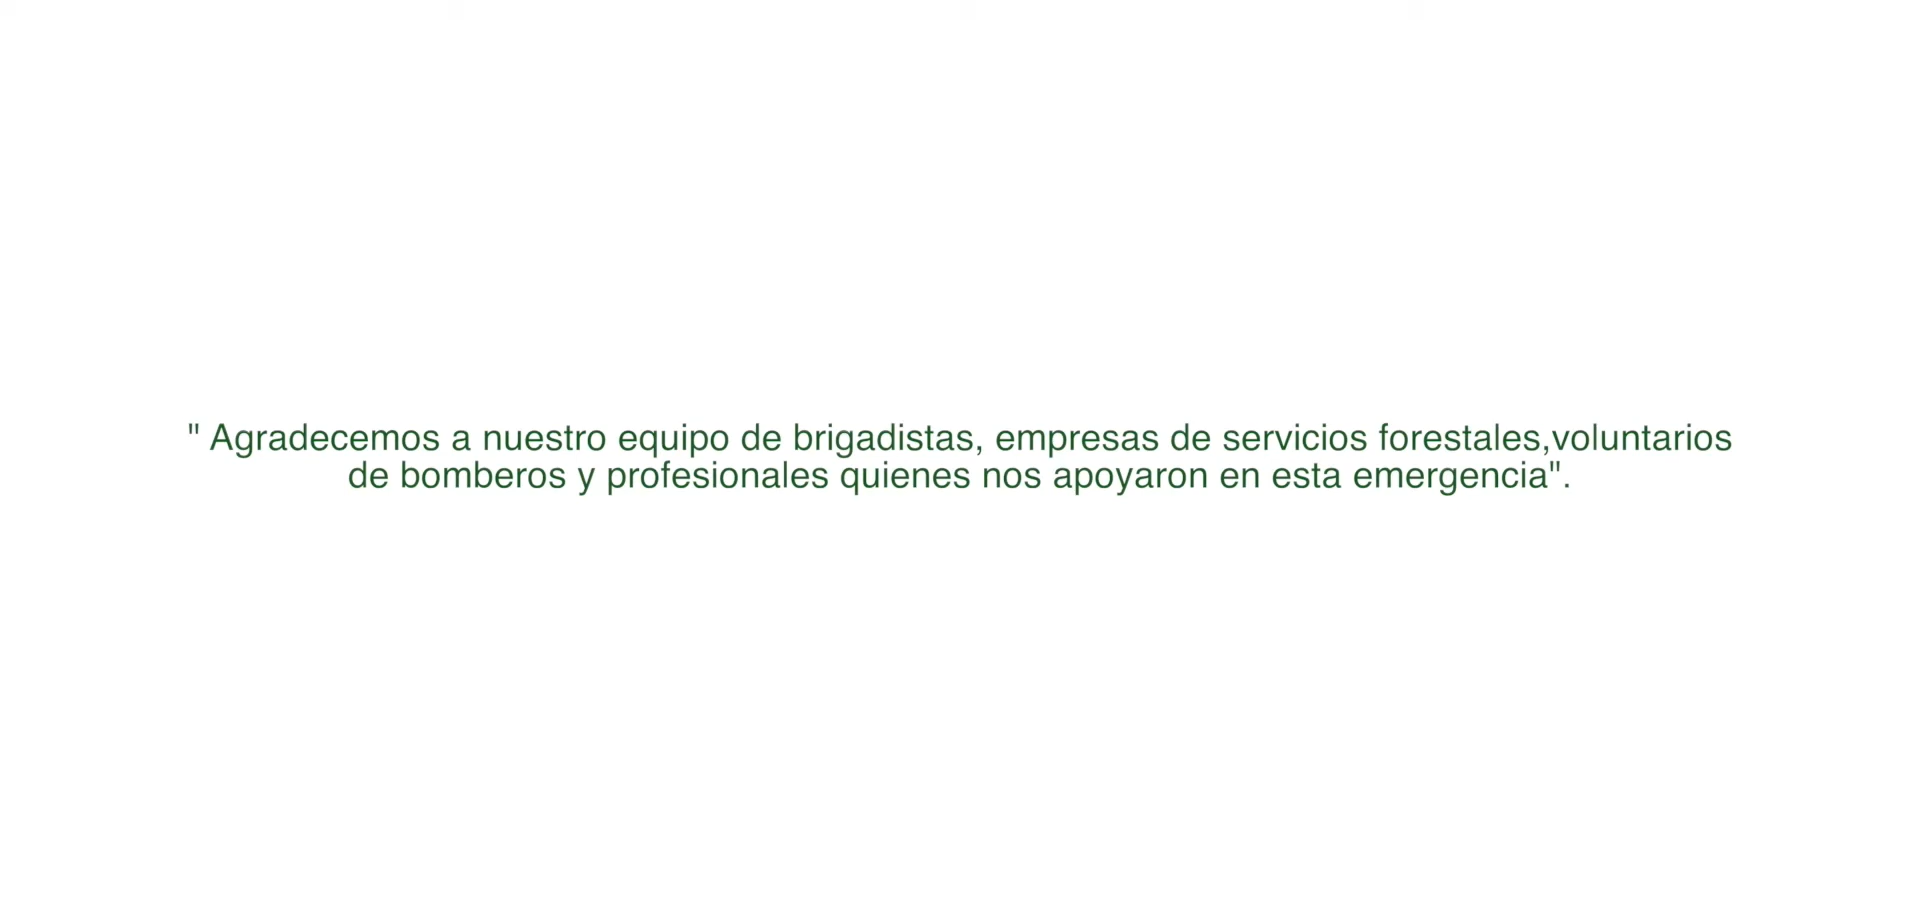 " Agradecemos a nuestro equipo de brigadistas, empresas de servicios forestales,voluntarios
de bomberos y profesionales quienes nos apoyaron en esta emergencia".